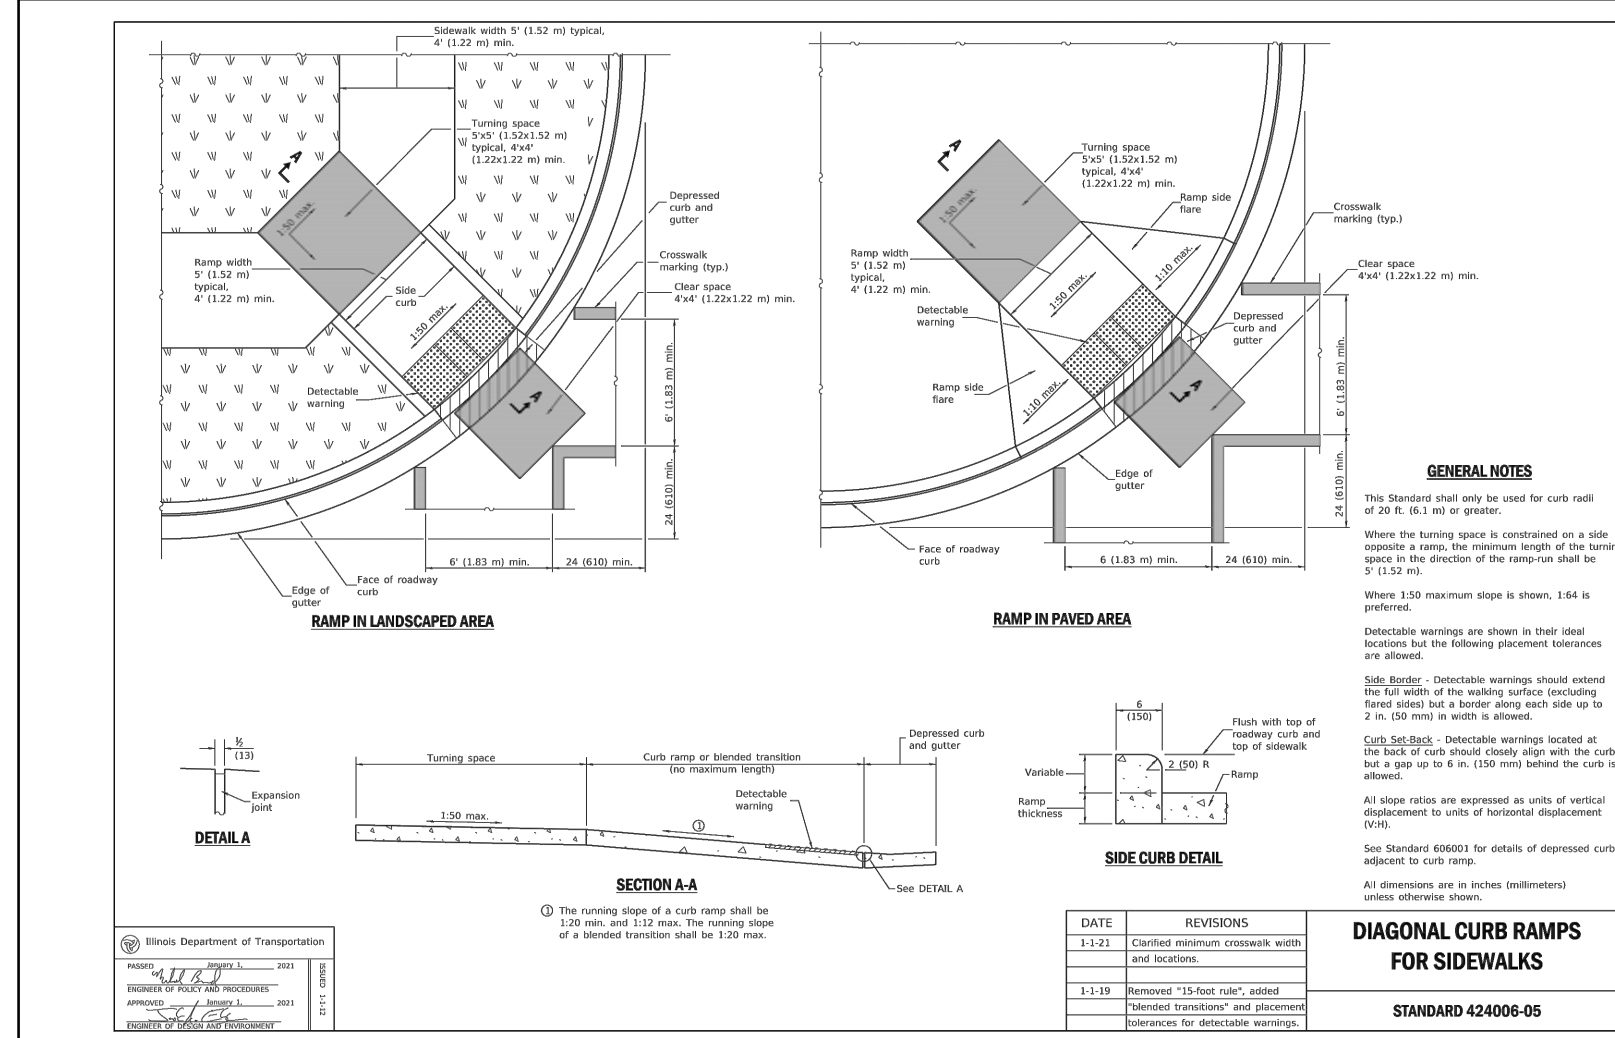 Sidewalk width 5' (1.52 m) typical,
4' (1.22 m) min.
Turning space
5'x5' (1.52x1.52 m)
typical, 4'x4'
(1.22x1.22 m) min.
A
1:50 max.
Depressed
curb and
gutter
Crosswalk
marking (typ.)
Clear space
4'x4' (1.22x1.22 m) min.
Ramp width
5' (1.52 m)
typical,
4' (1.22 m) min.
Side
curb
1:50 max.
Detectable
warning
A
6' (1.83 m) min.
24 (610) min.
6' (1.83 m) min.
24 (610) min.
Face of roadway
curb
Edge of
gutter
RAMP IN LANDSCAPED AREA
A
1:50 max.
Turning space
5'x5' (1.52x1.52 m)
typical, 4'x4'
(1.22x1.22 m) min.
Ramp side
flare
Crosswalk
marking (typ.)
Ramp width
5' (1.52 m)
typical,
4' (1.22 m) min.
1:10 max.
1:50 max.
Clear space
4'x4' (1.22x1.22 m) min.
Detectable
warning
Depressed
curb and
gutter
Ramp side
flare
1:10 max.
A
6' (1.83 m) min.
24 (610) min.
Edge of
gutter
Face of roadway
curb
6 (1.83 m) min.
24 (610) min.
RAMP IN PAVED AREA
GENERAL NOTES
This Standard shall only be used for curb radii
of 20 ft. (6.1 m) or greater.
Where the turning space is constrained on a side
opposite a ramp, the minimum length of the turnin
space in the direction of the ramp-run shall be
5' (1.52 m).
Where 1:50 maximum slope is shown, 1:64 is
preferred.
Detectable warnings are shown in their ideal
locations but the following placement tolerances
are allowed.
Side Border - Detectable warnings should extend
the full width of the walking surface (excluding
flared sides) but a border along each side up to
2 in. (50 mm) in width is allowed.
Curb Set-Back - Detectable warnings located at
the back of curb should closely align with the curb
but a gap up to 6 in. (150 mm) behind the curb is
allowed.
All slope ratios are expressed as units of vertical
displacement to units of horizontal displacement
(V:H).
See Standard 606001 for details of depressed curb
adjacent to curb ramp.
All dimensions are in inches (millimeters)
unless otherwise shown.
½
(13)
Expansion
joint
DETAIL A
Turning space
Curb ramp or blended transition
(no maximum length)
Depressed curb
and gutter
Detectable
warning
1:50 max.
1
See DETAIL A
SECTION A-A
1 The running slope of a curb ramp shall be
1:20 min. and 1:12 max. The running slope
of a blended transition shall be 1:20 max.
6
(150)
Flush with top of
roadway curb and
top of sidewalk
2 (50) R
Variable
Ramp
Ramp
thickness
SIDE CURB DETAIL
Illinois Department of Transportation
PASSED January 1, 2021
ENGINEER OF POLICY AND PROCEDURES
APPROVED January 1, 2021
ENGINEER OF DESIGN AND ENVIRONMENT
ISSUED 1-1-12
DATE REVISIONS
1-1-21 Clarified minimum crosswalk width
and locations.
1-1-19 Removed "15-foot rule", added
"blended transitions" and placement
tolerances for detectable warnings.
DIAGONAL CURB RAMPS
FOR SIDEWALKS
STANDARD 424006-05